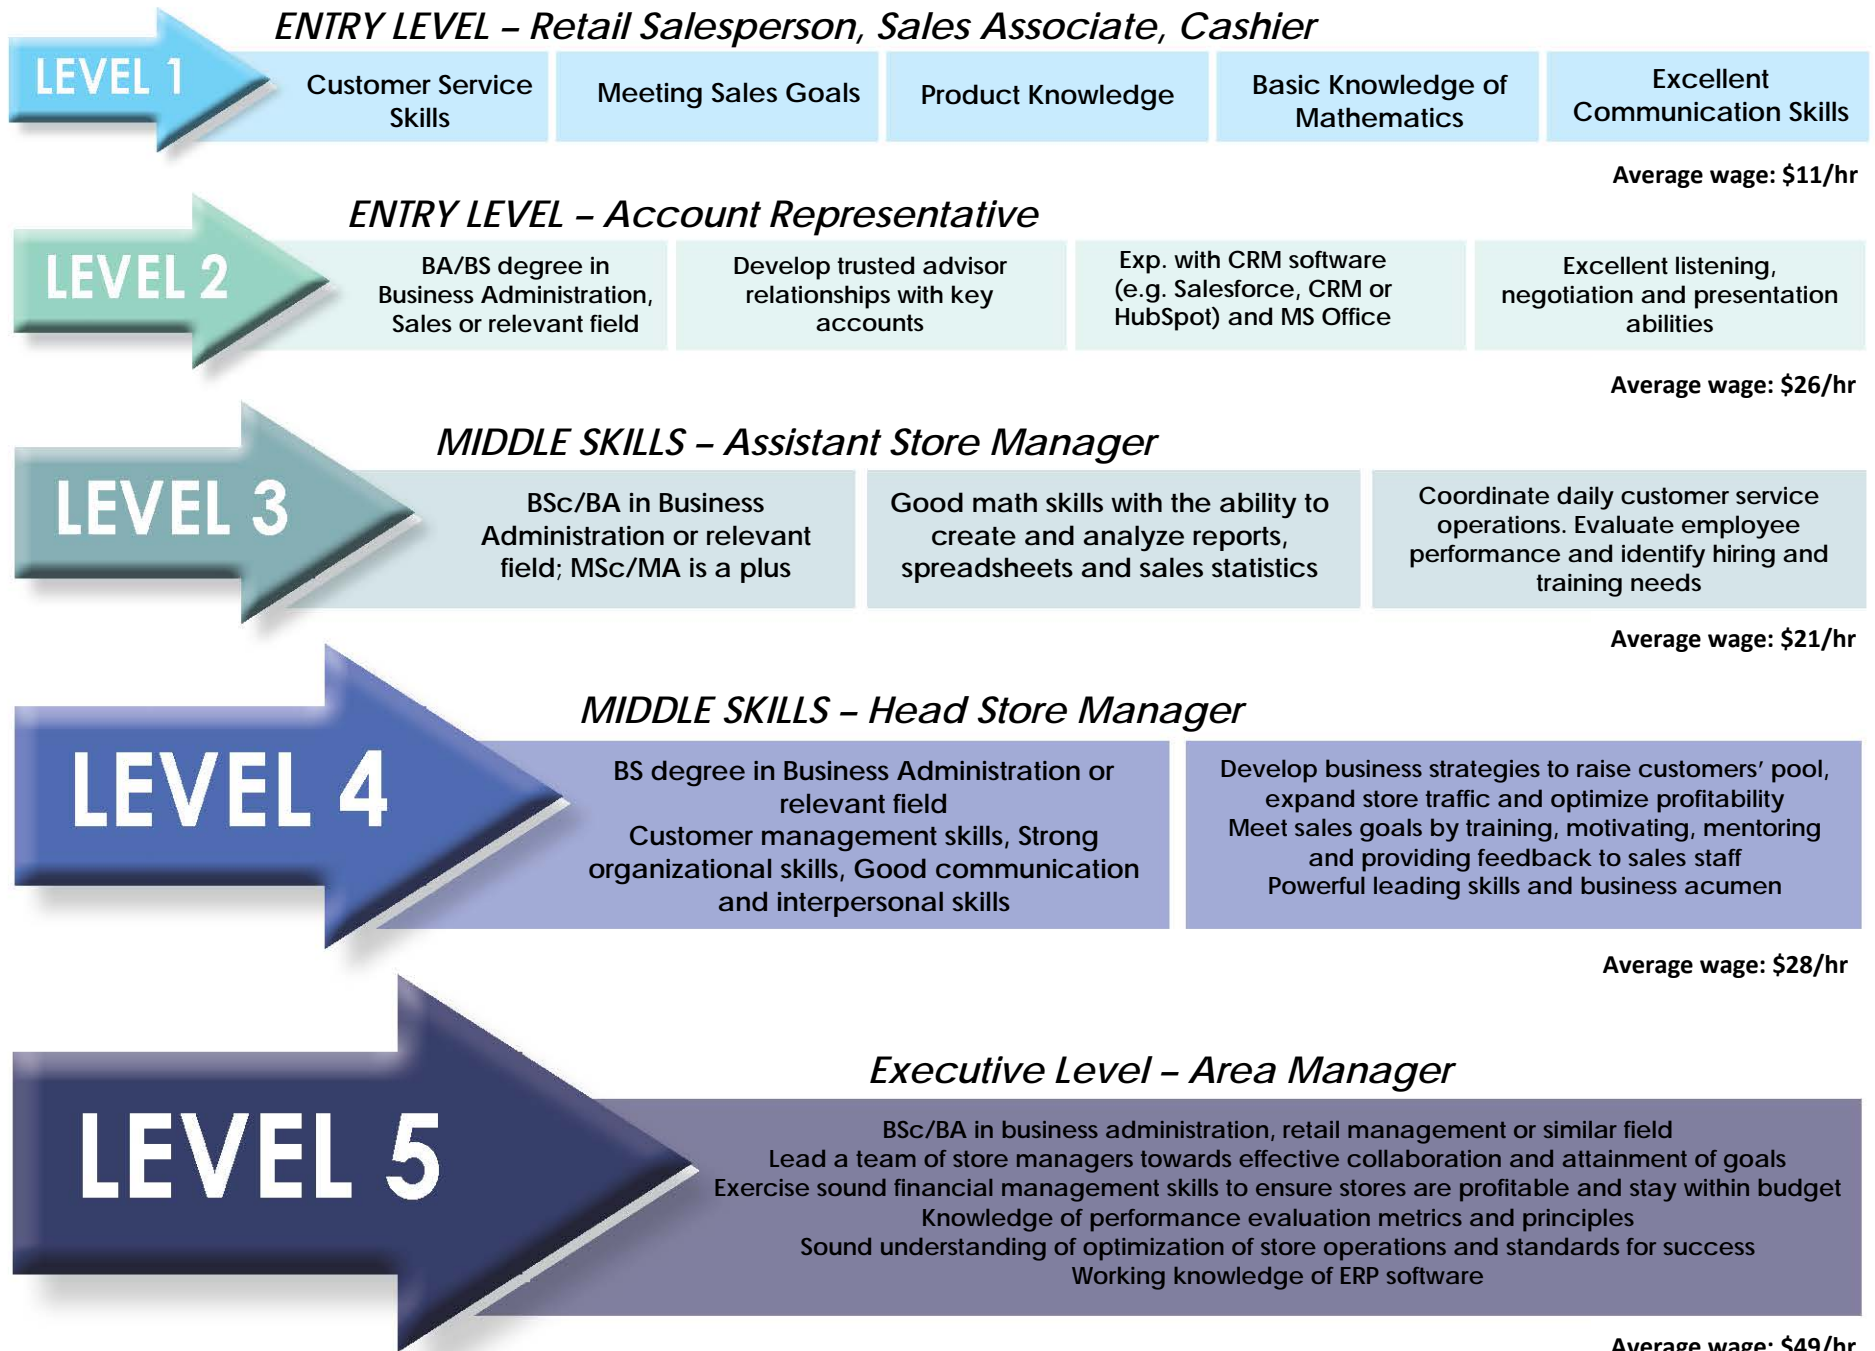 ENTRY LEVEL – Retail Salesperson, Sales Associate, Cashier
LEVEL 1
Customer Service
Skills
Meeting Sales Goals
Product Knowledge
Basic Knowledge of
Mathematics
Excellent
Communication Skills
Average wage: $11/hr
ENTRY LEVEL – Account Representative
LEVEL 2
BA/BS degree in
Business Administration,
Sales or relevant field
Develop trusted advisor
relationships with key
accounts
Exp. with CRM software
(e.g. Salesforce, CRM or
HubSpot) and MS Office
Excellent listening,
negotiation and presentation
abilities
Average wage: $26/hr
MIDDLE SKILLS – Assistant Store Manager
LEVEL 3
BSc/BA in Business
Administration or relevant
field; MSc/MA is a plus
Good math skills with the ability to
create and analyze reports,
spreadsheets and sales statistics
Coordinate daily customer service
operations. Evaluate employee
performance and identify hiring and
training needs
Average wage: $21/hr
MIDDLE SKILLS – Head Store Manager
LEVEL 4
BS degree in Business Administration or
relevant field
Customer management skills, Strong
organizational skills, Good communication
and interpersonal skills
Develop business strategies to raise customers’ pool,
expand store traffic and optimize profitability
Meet sales goals by training, motivating, mentoring
and providing feedback to sales staff
Powerful leading skills and business acumen
Average wage: $28/hr
Executive Level – Area Manager
LEVEL 5
BSc/BA in business administration, retail management or similar field
Lead a team of store managers towards effective collaboration and attainment of goals
Exercise sound financial management skills to ensure stores are profitable and stay within budget
Knowledge of performance evaluation metrics and principles
Sound understanding of optimization of store operations and standards for success
Working knowledge of ERP software
Average wage: $49/hr